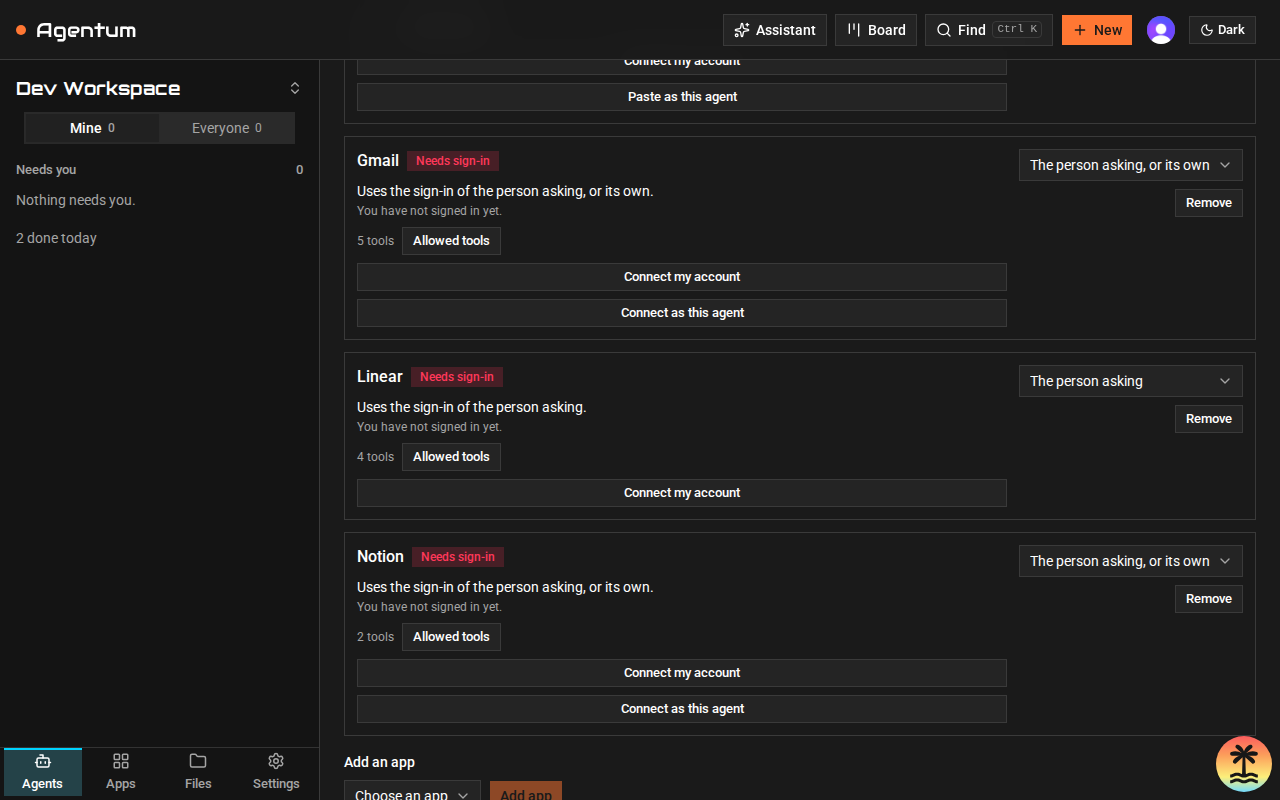 Agentum
Assistant
Board
Find Ctrl K
New
Dark
Dev Workspace
Mine 0
Everyone 0
Needs you 0
Nothing needs you.
2 done today
Connect my account
Paste as this agent
Gmail Needs sign-in
The person asking, or its own
Uses the sign-in of the person asking, or its own.
Remove
You have not signed in yet.
5 tools Allowed tools
Connect my account
Connect as this agent
Linear Needs sign-in
The person asking
Uses the sign-in of the person asking.
Remove
You have not signed in yet.
4 tools Allowed tools
Connect my account
Notion Needs sign-in
The person asking, or its own
Uses the sign-in of the person asking, or its own.
Remove
You have not signed in yet.
2 tools Allowed tools
Connect my account
Connect as this agent
Add an app
Choose an app
Add app
Agents
Apps
Files
Settings